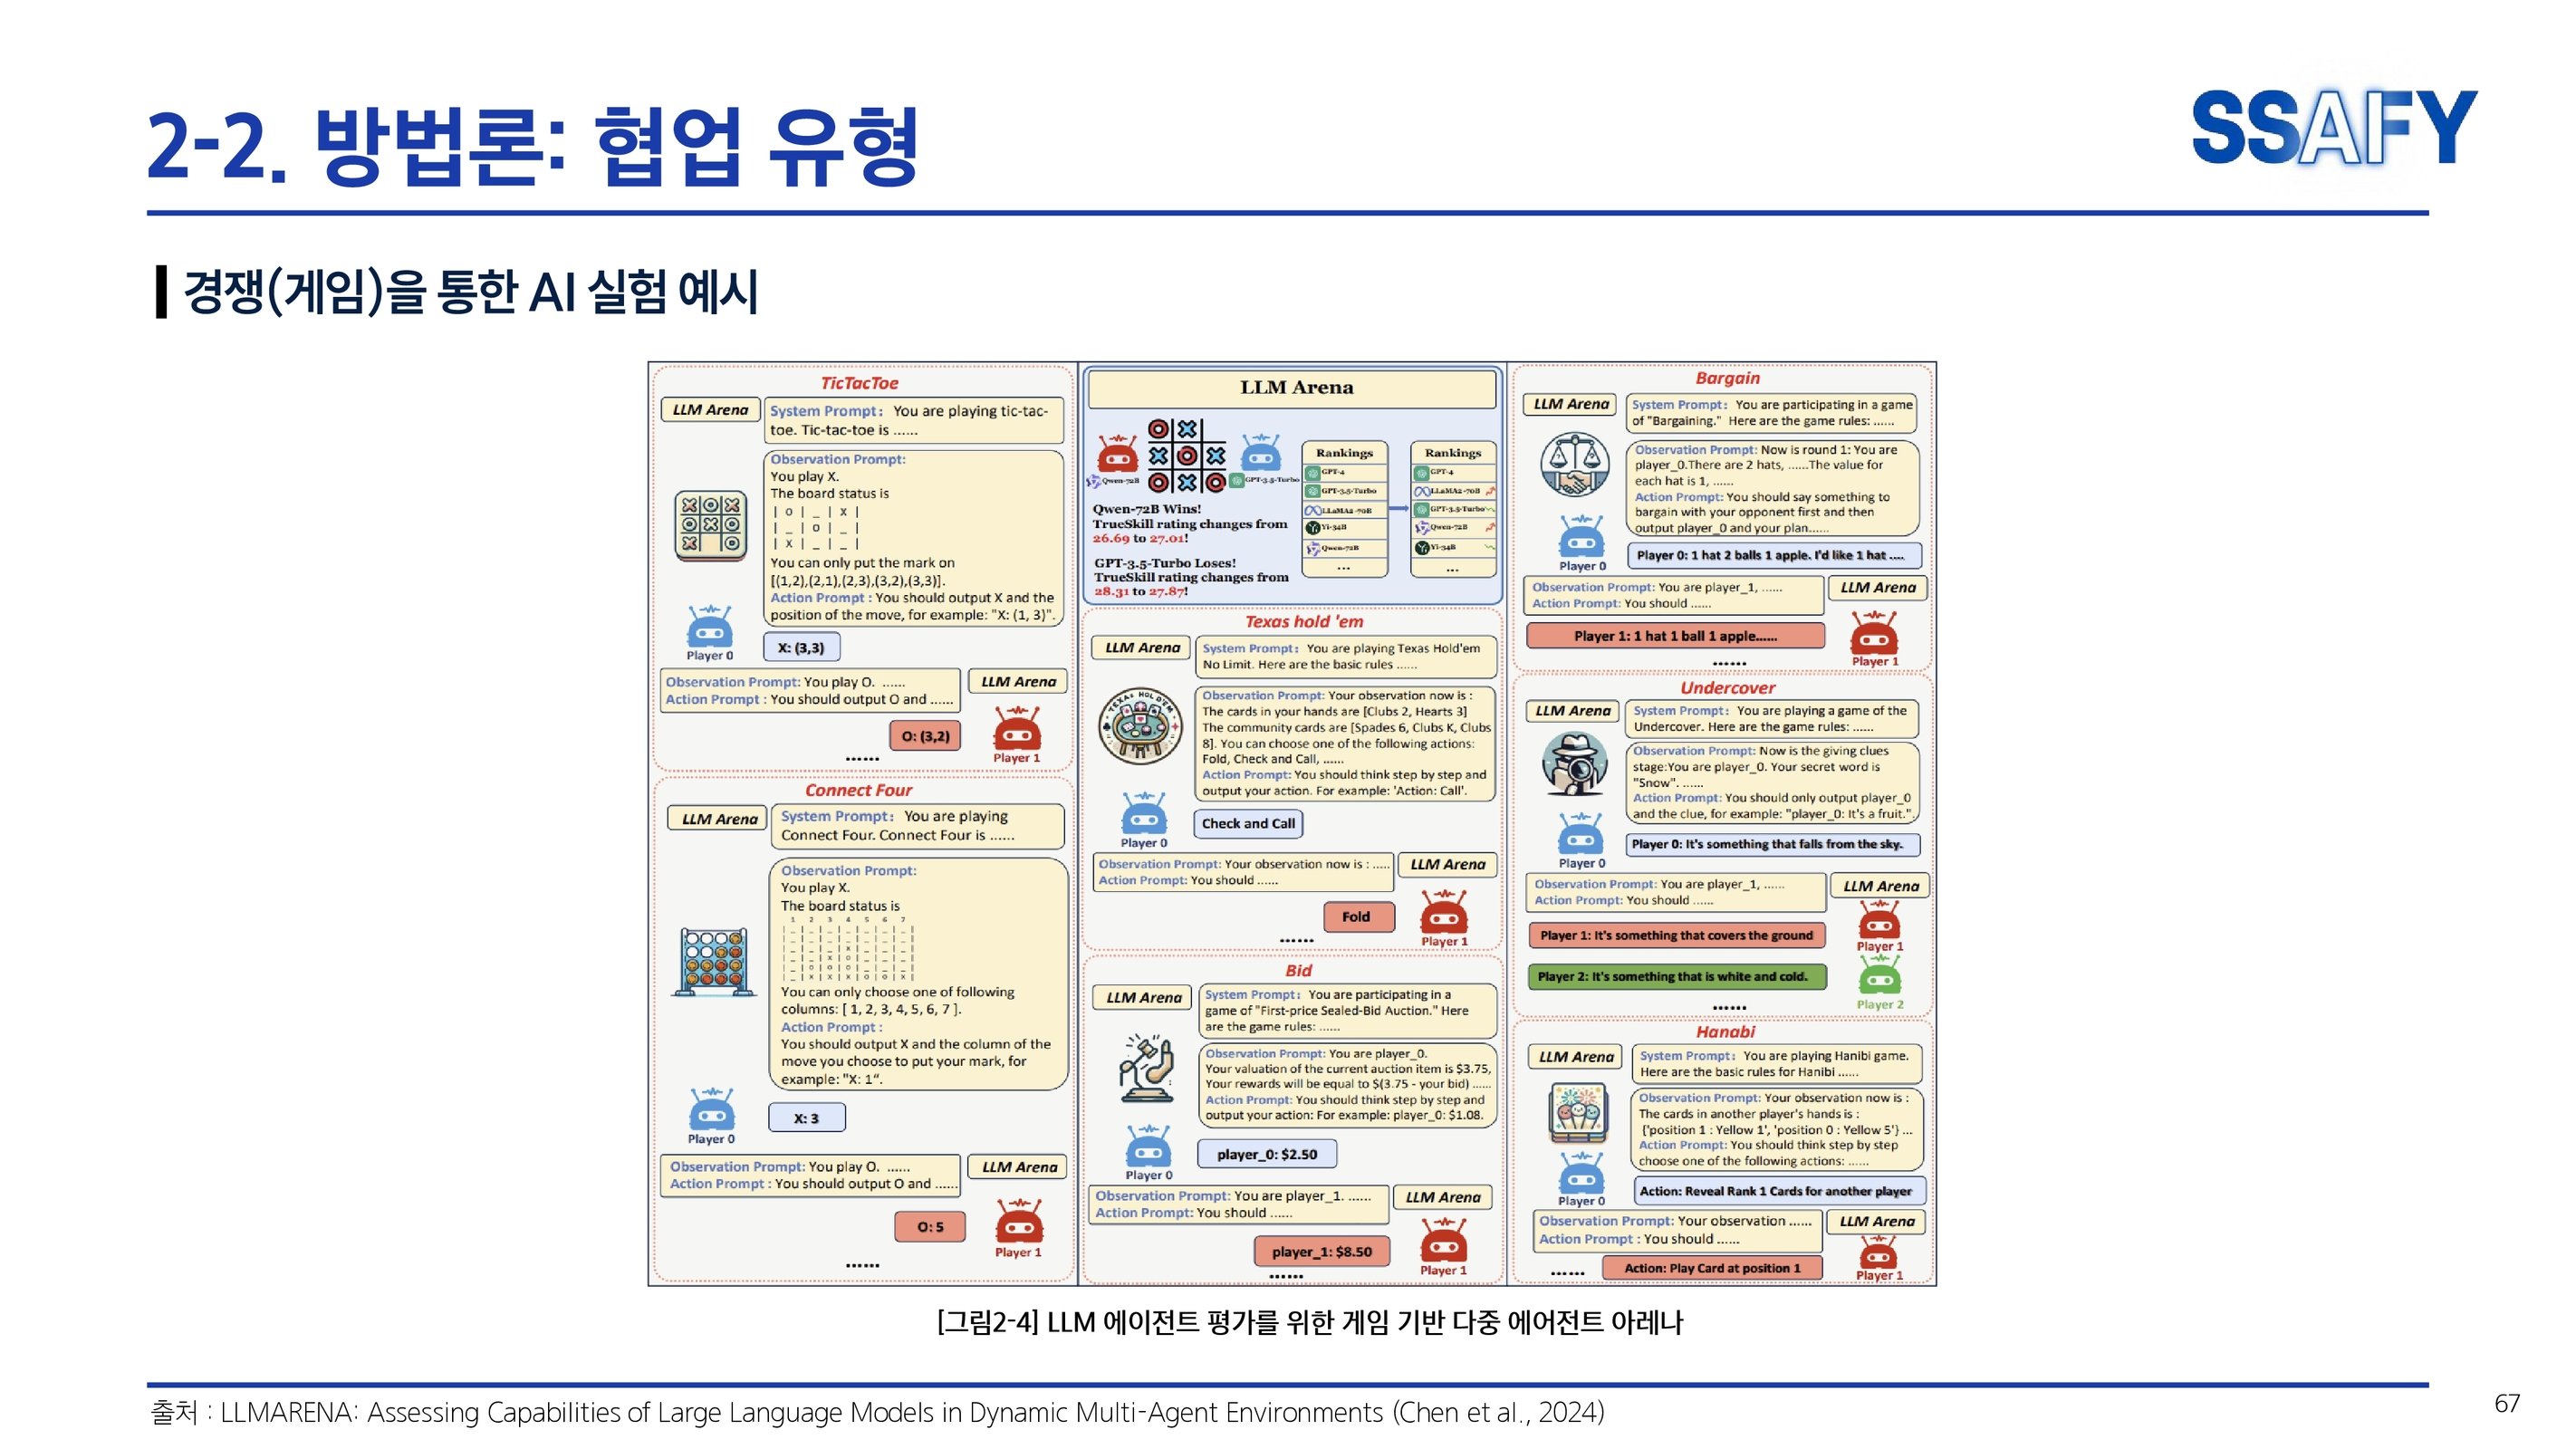 2-2. 방법론: 협업 유형
SSAFY
경쟁(게임)을 통한 AI 실험 예시
TicTacToe
LLM Arena
System Prompt: You are playing tic-tac-
toe. Tic-tac-toe is ......
Observation Prompt:
You play X.
The board status is
| o | _ | x |
| _ | o | _ |
| x | _ | _ |
You can only put the mark on
[(1,2),(2,1),(2,3),(3,2),(3,3)].
Action Prompt : You should output X and the
position of the move, for example: "X: (1, 3)".
Player 0
X: (3,3)
Observation Prompt: You play O. ......
Action Prompt : You should output O and ......
LLM Arena
O: (3,2)
Player 1
......
Connect Four
LLM Arena
System Prompt: You are playing
Connect Four. Connect Four is ......
Observation Prompt:
You play X.
The board status is
1 2 3 4 5 6 7
You can only choose one of following
columns: [ 1, 2, 3, 4, 5, 6, 7 ].
Action Prompt :
You should output X and the column of the
move you choose to put your mark, for
example: "X: 1“.
Player 0
X: 3
Observation Prompt: You play O. ......
Action Prompt : You should output O and ......
LLM Arena
O: 5
Player 1
......
LLM Arena
Qwen-72B
GPT-3.5-Turbo
Qwen-72B Wins!
TrueSkill rating changes from
26.69 to 27.01!
GPT-3.5-Turbo Loses!
TrueSkill rating changes from
28.31 to 27.87!
Rankings
GPT-4
GPT-3.5-Turbo
LLaMA2-70B
Yi-34B
Qwen-72B
...
Rankings
GPT-4
LLaMA2-70B
GPT-3.5-Turbo
Qwen-72B
Yi-34B
...
Texas hold 'em
LLM Arena
System Prompt: You are playing Texas Hold'em
No Limit. Here are the basic rules ......
TEXAS HOLD'EM
Observation Prompt: Your observation now is :
The cards in your hands are [Clubs 2, Hearts 3]
The community cards are [Spades 6, Clubs K, Clubs
8]. You can choose one of the following actions:
Fold, Check and Call, ......
Action Prompt: You should think step by step and
output your action. For example: 'Action: Call'.
Player 0
Check and Call
Observation Prompt: Your observation now is : .....
Action Prompt: You should ......
LLM Arena
Fold
Player 1
......
Bid
LLM Arena
System Prompt: You are participating in a
game of "First-price Sealed-Bid Auction." Here
are the game rules: ......
Observation Prompt: You are player_0.
Your valuation of the current auction item is $3.75,
Your rewards will be equal to $(3.75 - your bid) ......
Action Prompt: You should think step by step and
output your action: For example: player_0: $1.08.
Player 0
player_0: $2.50
Observation Prompt: You are player_1. ......
Action Prompt: You should ......
LLM Arena
player_1: $8.50
Player 1
......
Bargain
LLM Arena
System Prompt: You are participating in a game
of "Bargaining." Here are the game rules: ......
Observation Prompt: Now is round 1: You are
player_0.There are 2 hats, ......The value for
each hat is 1, ......
Action Prompt: You should say something to
bargain with your opponent first and then
output player_0 and your plan......
Player 0
Player 0: 1 hat 2 balls 1 apple. I'd like 1 hat ....
Observation Prompt: You are player_1, ......
Action Prompt: You should ......
LLM Arena
Player 1: 1 hat 1 ball 1 apple......
Player 1
......
Undercover
LLM Arena
System Prompt: You are playing a game of the
Undercover. Here are the game rules: ......
Observation Prompt: Now is the giving clues
stage:You are player_0. Your secret word is
"Snow". ......
Action Prompt: You should only output player_0
and the clue, for example: "player_0: It's a fruit.".
Player 0
Player 0: It's something that falls from the sky.
Observation Prompt: You are player_1, ......
Action Prompt: You should ......
LLM Arena
Player 1: It's something that covers the ground
Player 1
Player 2: It's something that is white and cold.
Player 2
......
Hanabi
LLM Arena
System Prompt: You are playing Hanibi game.
Here are the basic rules for Hanibi ......
Observation Prompt: Your observation now is :
The cards in another player's hands is :
{'position 1 : Yellow 1', 'position 0 : Yellow 5'} ...
Action Prompt: You should think step by step
choose one of the following actions: ......
Player 0
Action: Reveal Rank 1 Cards for another player
Observation Prompt: Your observation ......
Action Prompt : You should ......
LLM Arena
Action: Play Card at position 1
Player 1
......
[그림2-4] LLM 에이전트 평가를 위한 게임 기반 다중 에어전트 아레나
출처 : LLMARENA: Assessing Capabilities of Large Language Models in Dynamic Multi-Agent Environments (Chen et al., 2024)
67